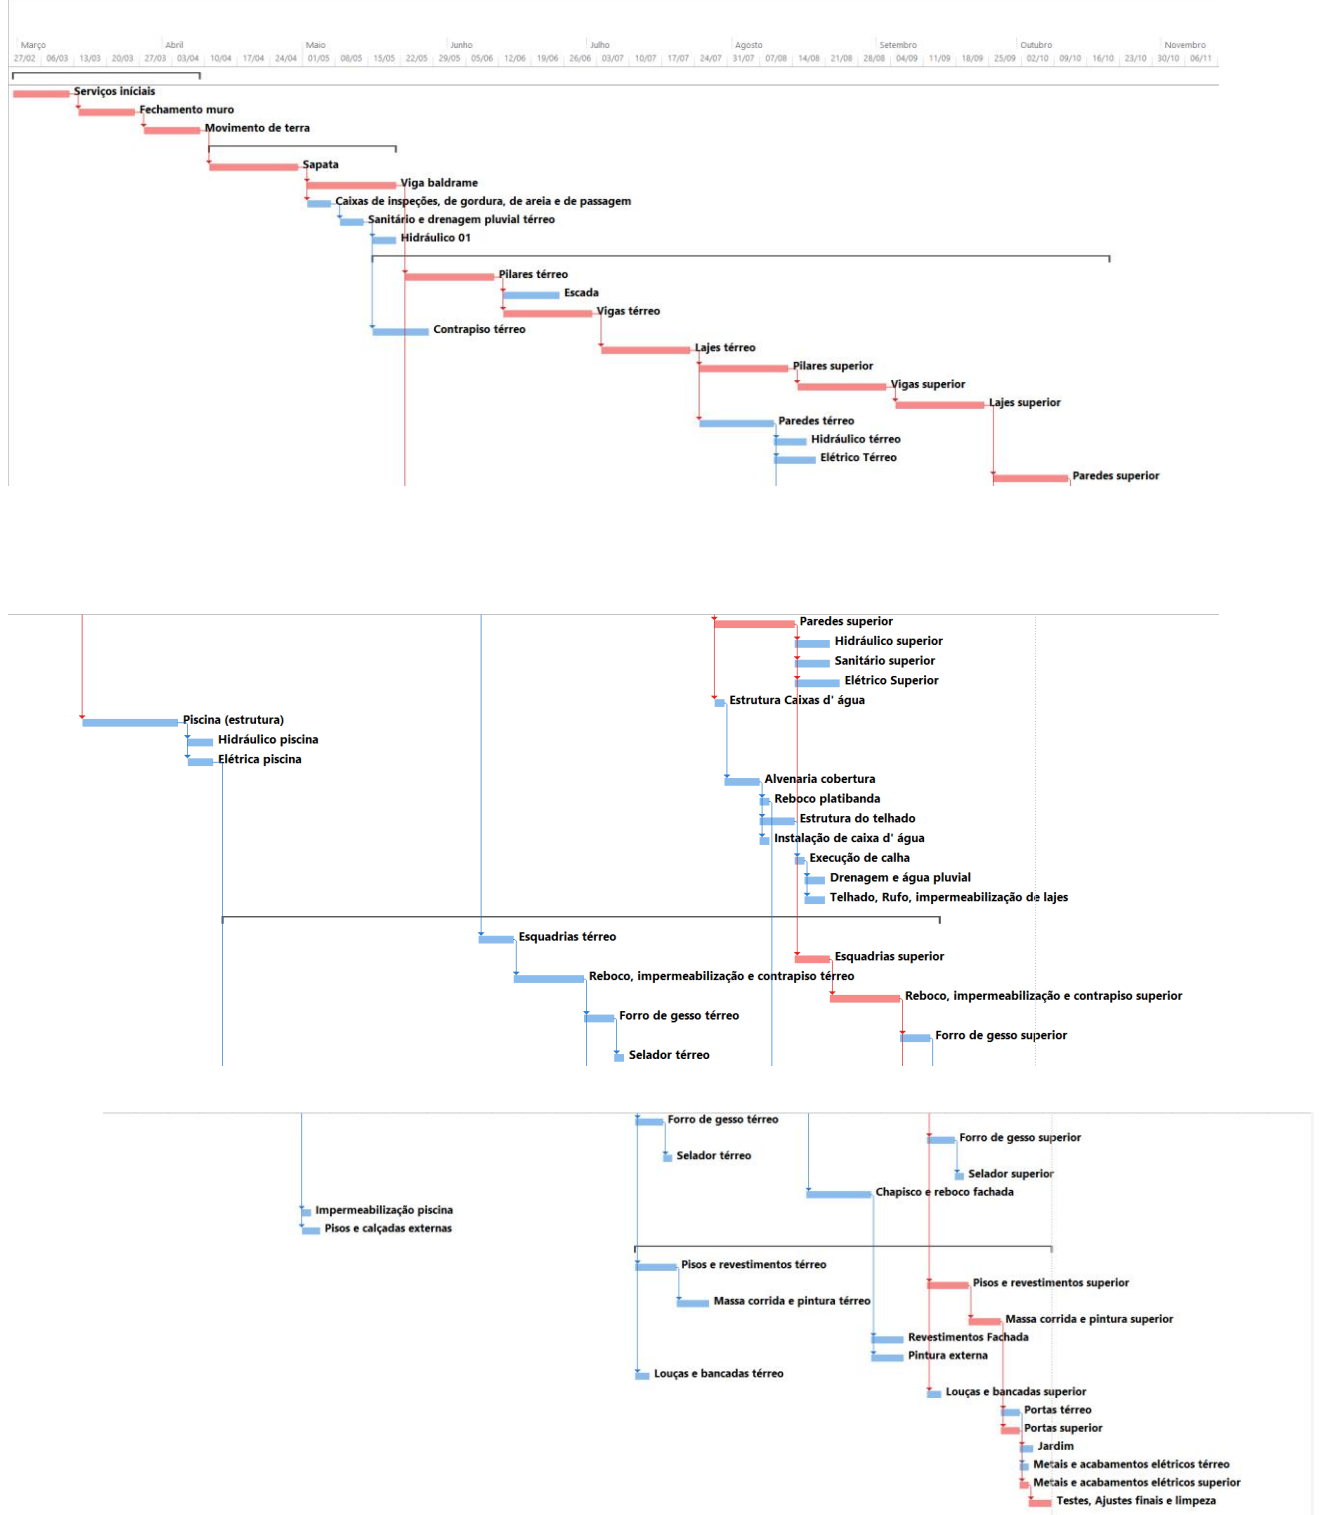 Março Abril Maio Junho Julho Agosto Setembro Outubro Novembro
27/02 06/03 13/03 20/03 27/03 03/04 10/04 17/04 24/04 01/05 08/05 15/05 22/05 29/05 05/06 12/06 19/06 26/06 03/07 10/07 17/07 24/07 31/07 07/08 14/08 21/08 28/08 04/09 11/09 18/09 25/09 02/10 09/10 16/10 23/10 30/10 06/11
Serviços iníciais
Fechamento muro
Movimento de terra
Sapata
Viga baldrame
Caixas de inspeções, de gordura, de areia e de passagem
Sanitário e drenagem pluvial térreo
Hidráulico 01
Pilares térreo
Escada
Vigas térreo
Contrapiso térreo
Lajes térreo
Pilares superior
Vigas superior
Lajes superior
Paredes térreo
Hidráulico térreo
Elétrico Térreo
Paredes superior
Paredes superior
Hidráulico superior
Sanitário superior
Elétrico Superior
Estrutura Caixas d' água
Piscina (estrutura)
Hidráulico piscina
Elétrica piscina
Alvenaria cobertura
Reboco platibanda
Estrutura do telhado
Instalação de caixa d' água
Execução de calha
Drenagem e água pluvial
Telhado, Rufo, impermeabilização de lajes
Esquadrias térreo
Esquadrias superior
Reboco, impermeabilização e contrapiso térreo
Reboco, impermeabilização e contrapiso superior
Forro de gesso térreo
Forro de gesso superior
Selador térreo
Forro de gesso térreo
Forro de gesso superior
Selador térreo
Selador superior
Chapisco e reboco fachada
Impermeabilização piscina
Pisos e calçadas externas
Pisos e revestimentos térreo
Pisos e revestimentos superior
Massa corrida e pintura térreo
Massa corrida e pintura superior
Revestimentos Fachada
Pintura externa
Louças e bancadas térreo
Louças e bancadas superior
Portas térreo
Portas superior
Jardim
Metais e acabamentos elétricos térreo
Metais e acabamentos elétricos superior
Testes, Ajustes finais e limpeza